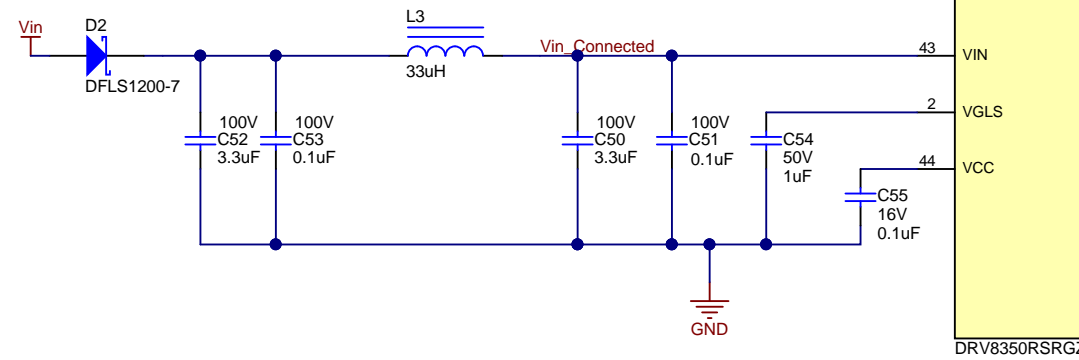 Vin
D2
DFLS1200-7
L3
33uH
Vin_Connected
43
VIN
2
VGLS
44
VCC
100V
C52
3.3uF
100V
C53
0.1uF
100V
C50
3.3uF
100V
C51
0.1uF
C54
50V
1uF
C55
16V
0.1uF
GND